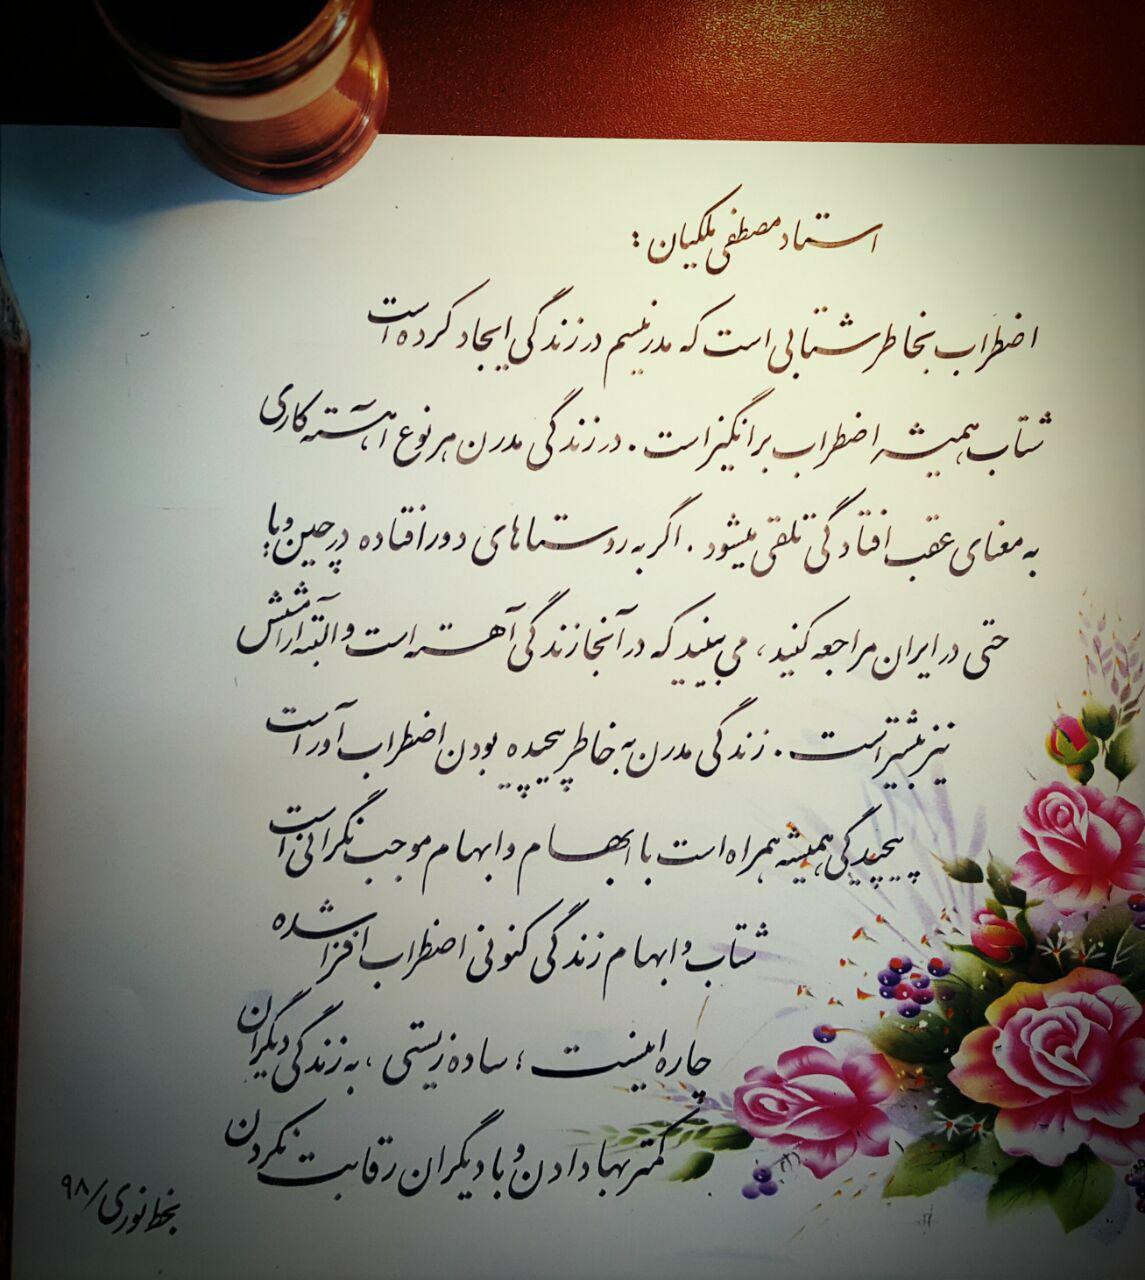 استاد مصطفی ملکیان :
اضطراب بخاطر شتابی است که مدرنیسم در زندگی ایجاد کرده است
شتاب همیشه اضطراب برانگیز است . در زندگی مدرن هر نوع آهسته کاری
به معنای عقب افتادگی تلقی میشود . اگر به روستاهای دورافتاده در چین و یا
حتی در ایران مراجعه کنید ، می بینید که در آنجا زندگی آهسته است و البته آرامشش
نیز بیشتر است . زندگی مدرن به خاطر پیچیده بودن اضطراب آور است
پیچیدگی همیشه همراه است با ابهام و ابهام موجب نگرانی است
شتاب و ابهام زندگی کنونی اضطراب افزا شده
چاره اینست ؛ ساده زیستی ، به زندگی دیگران
کمتر بها دادن و با دیگران رقابت نکردن
بخط نوری / ۹۸